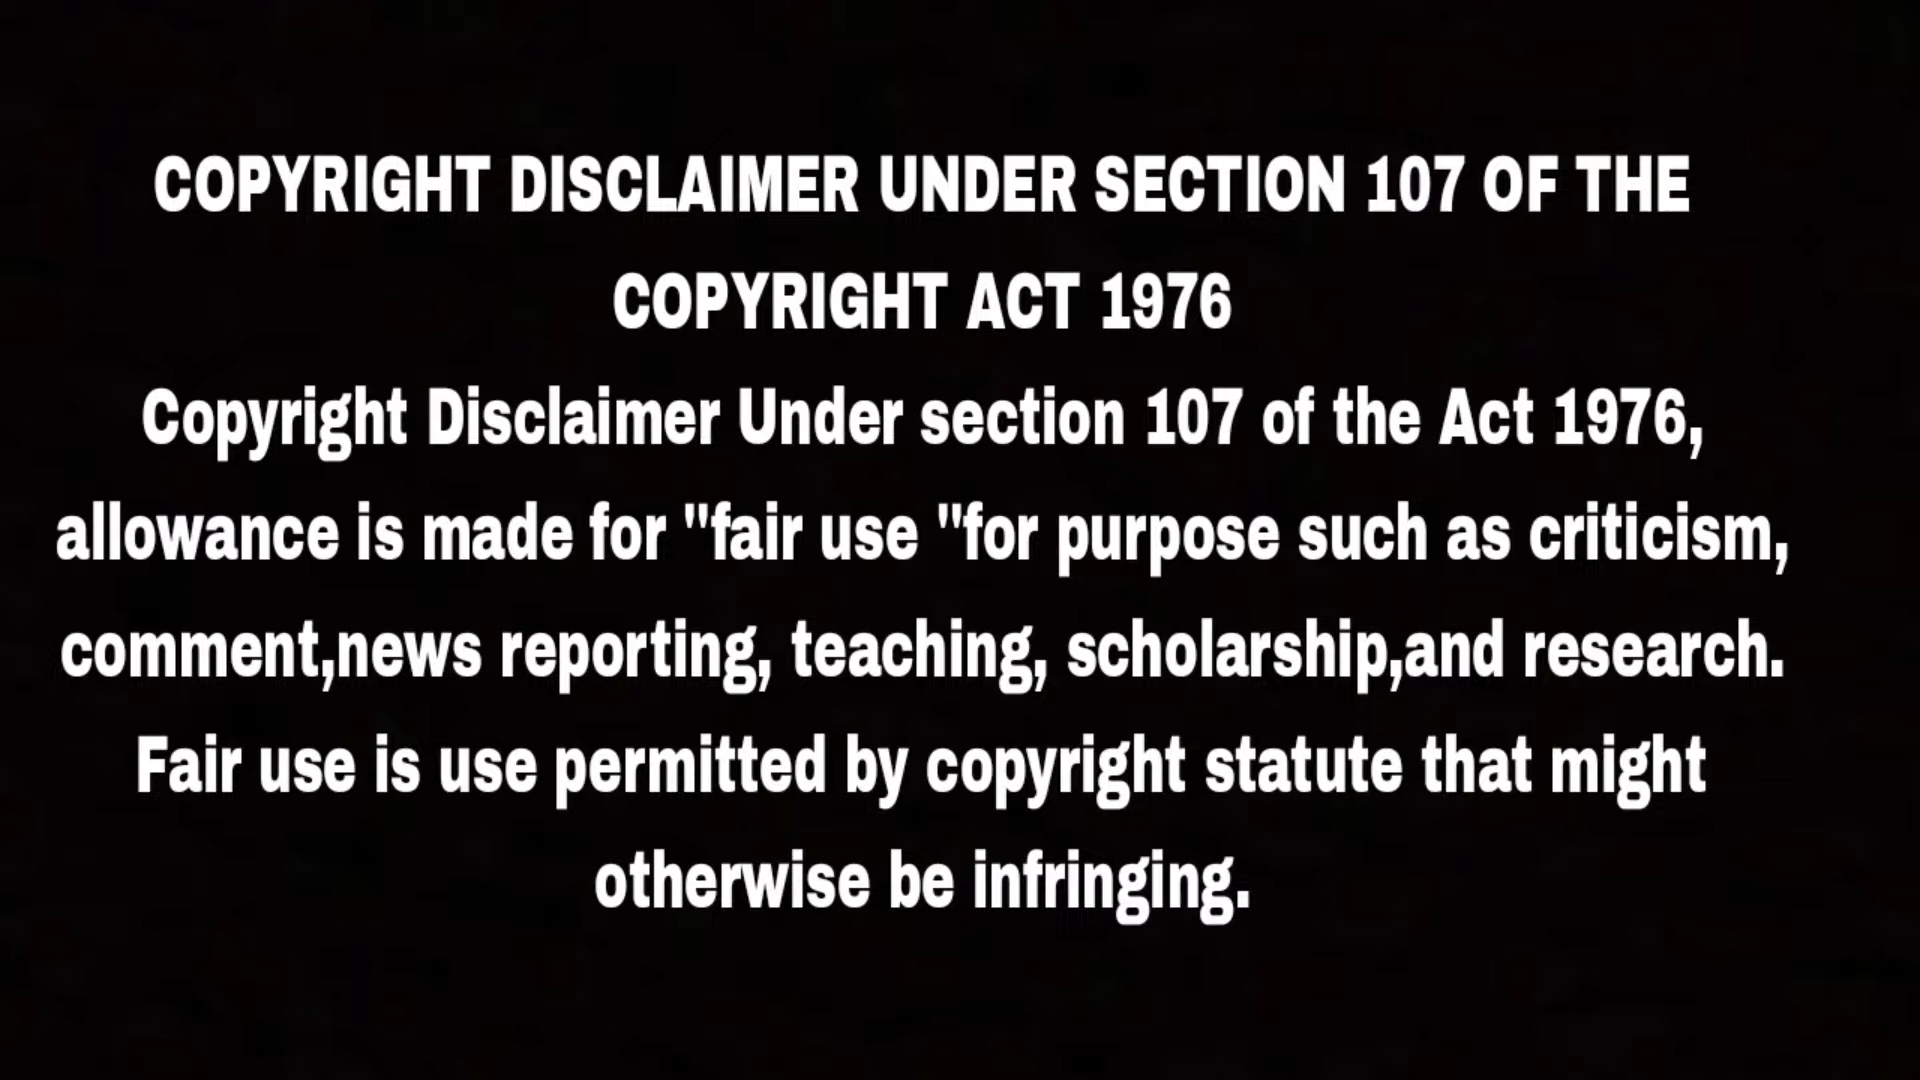 COPYRIGHT DISCLAIMER UNDER SECTION 107 OF THE
COPYRIGHT ACT 1976
Copyright Disclaimer Under section 107 of the Act 1976,
allowance is made for "fair use "for purpose such as criticism,
comment,news reporting, teaching, scholarship,and research.
Fair use is use permitted by copyright statute that might
otherwise be infringing.